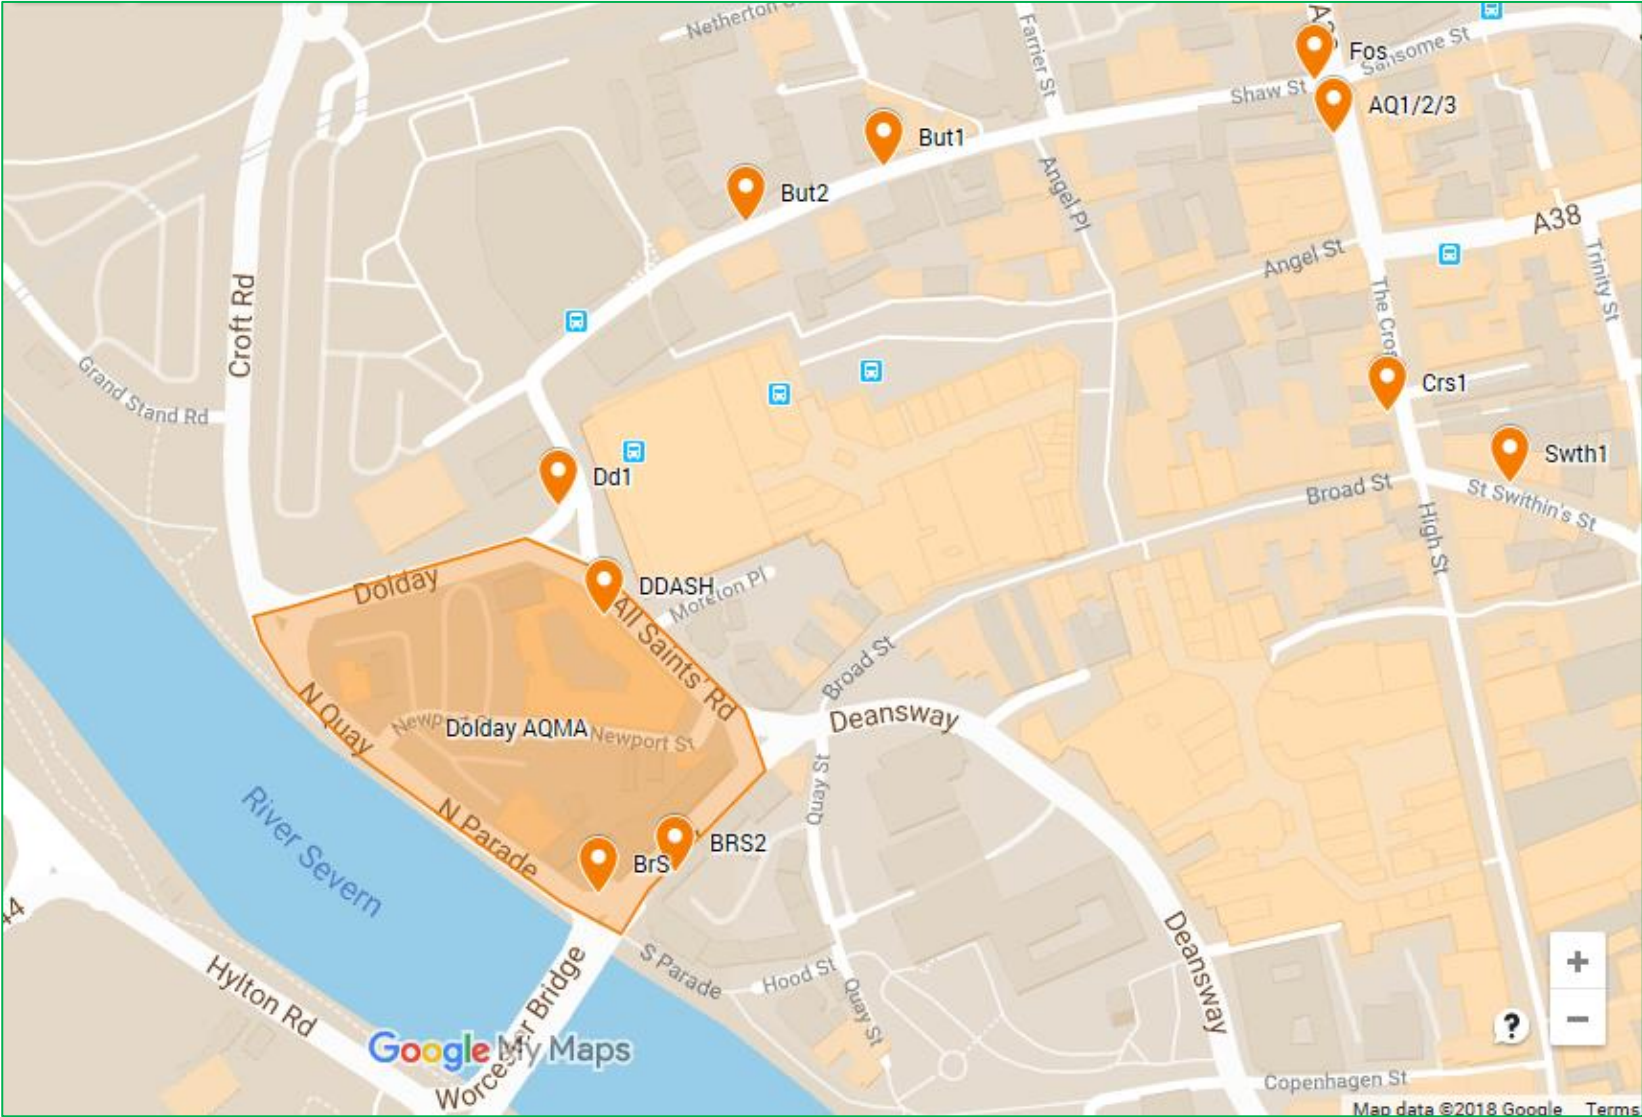 Netherton
Farrier St
Fos
Sansome St
Shaw St
AQ1/2/3
But1
But2
Angel Pl
A38
Angel St
Trinity St
Croft Rd
The Cro
Grand Stand Rd
Crs1
Swth1
Dd1
Broad St
St Swithin's St
High St
Dolday
DDASH
Moreton Pl
All Saints' Rd
Broad St
N Quay
Deansway
Dolday AQMA
Newport St
Quay St
River Severn
N Parade
BRS2
BrS
Deansway
Hylton Rd
S Parade
Hood St
Quay St
Worcester Bridge
+
?
−
Google My Maps
Copenhagen St
Map data ©2018 Google Terms